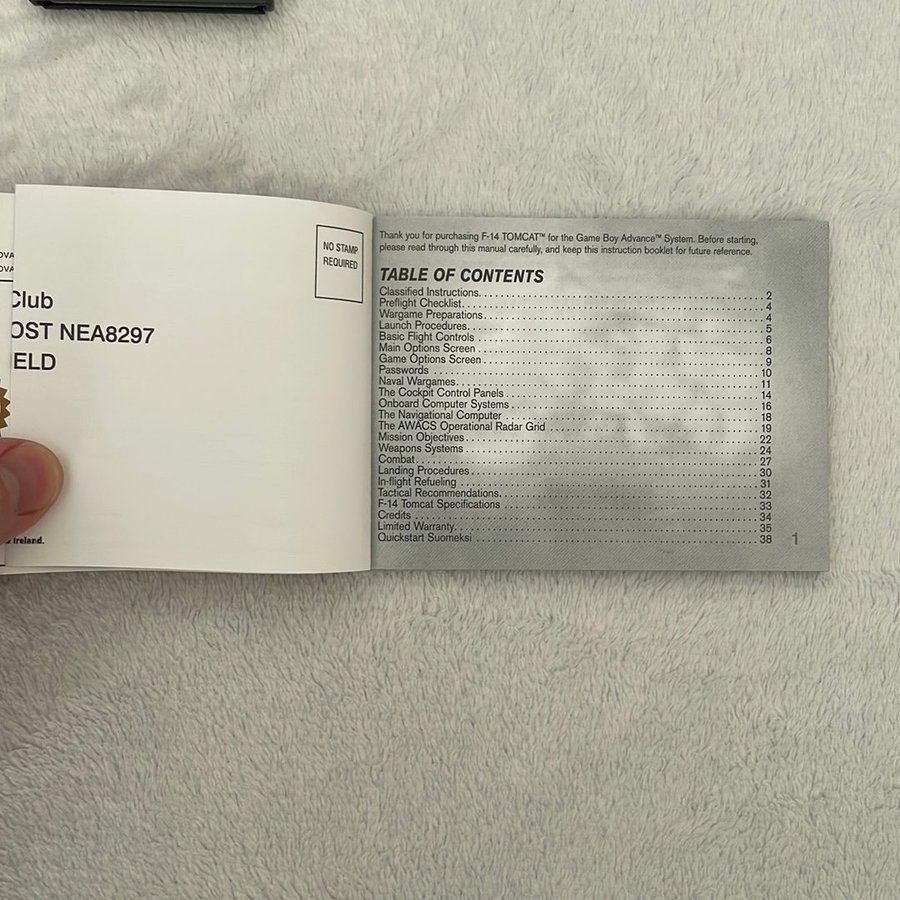 Club
OST NEA8297
IELD
NO STAMP
REQUIRED
Ireland.
Thank you for purchasing F-14 TOMCAT™ for the Game Boy Advance™ System. Before starting,
please read through this manual carefully, and keep this instruction booklet for future reference.
TABLE OF CONTENTS
Classified Instructions. 2
Preflight Checklist. 4
Wargame Preparations. 4
Launch Procedures. 5
Basic Flight Controls 6
Main Options Screen 8
Game Options Screen 9
Passwords 10
Naval Wargames. 11
The Cockpit Control Panels 14
Onboard Computer Systems 16
The Navigational Computer 18
The AWACS Operational Radar Grid 19
Mission Objectives. 22
Weapons Systems 24
Combat. 27
Landing Procedures 30
In-flight Refueling 31
Tactical Recommendations. 32
F-14 Tomcat Specifications 33
Credits 34
Limited Warranty. 35
Quickstart Suomeksi 38
1